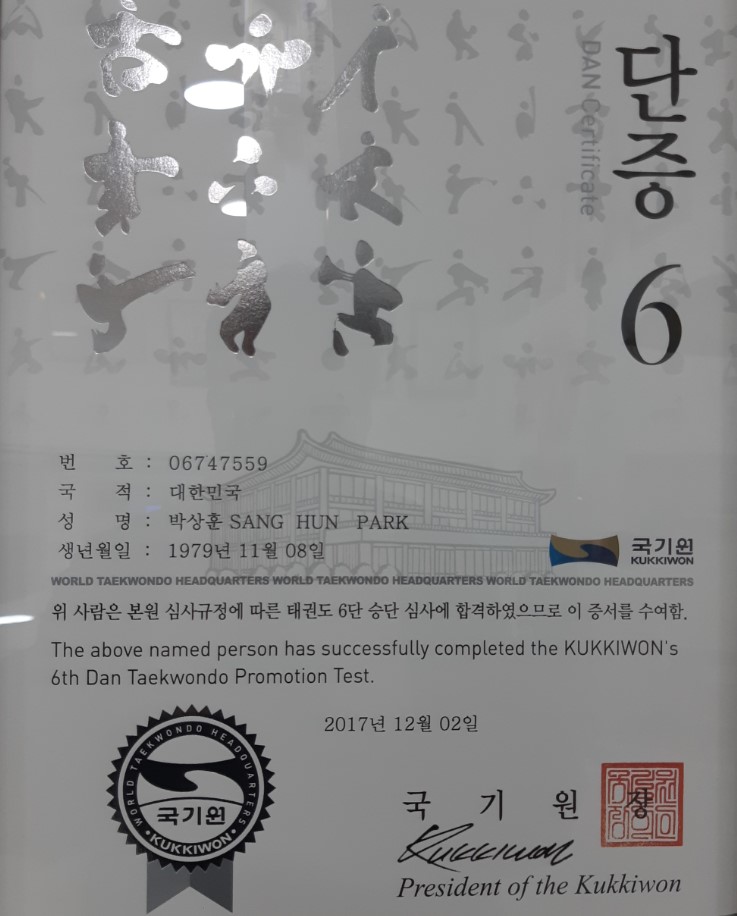 단증
DAN Certificate
6
번 호 : 06747559
국 적 : 대한민국
성 명 : 박상훈 SANG HUN PARK
생년월일 : 1979년 11월 08일
국기원
KUKKIWON
WORLD TAEKWONDO HEADQUARTERS WORLD TAEKWONDO HEADQUARTERS WORLD TAEKWONDO HEADQUARTERS
위 사람은 본원 심사규정에 따른 태권도 6단 승단 심사에 합격하였으므로 이 증서를 수여함.
The above named person has successfully completed the KUKKIWON's
6th Dan Taekwondo Promotion Test.
2017년 12월 02일
WORLD TAEKWONDO HEADQUARTERS
국기원
•KUKKIWON•
국 기 원 장
Kukkiwon
President of the Kukkiwon